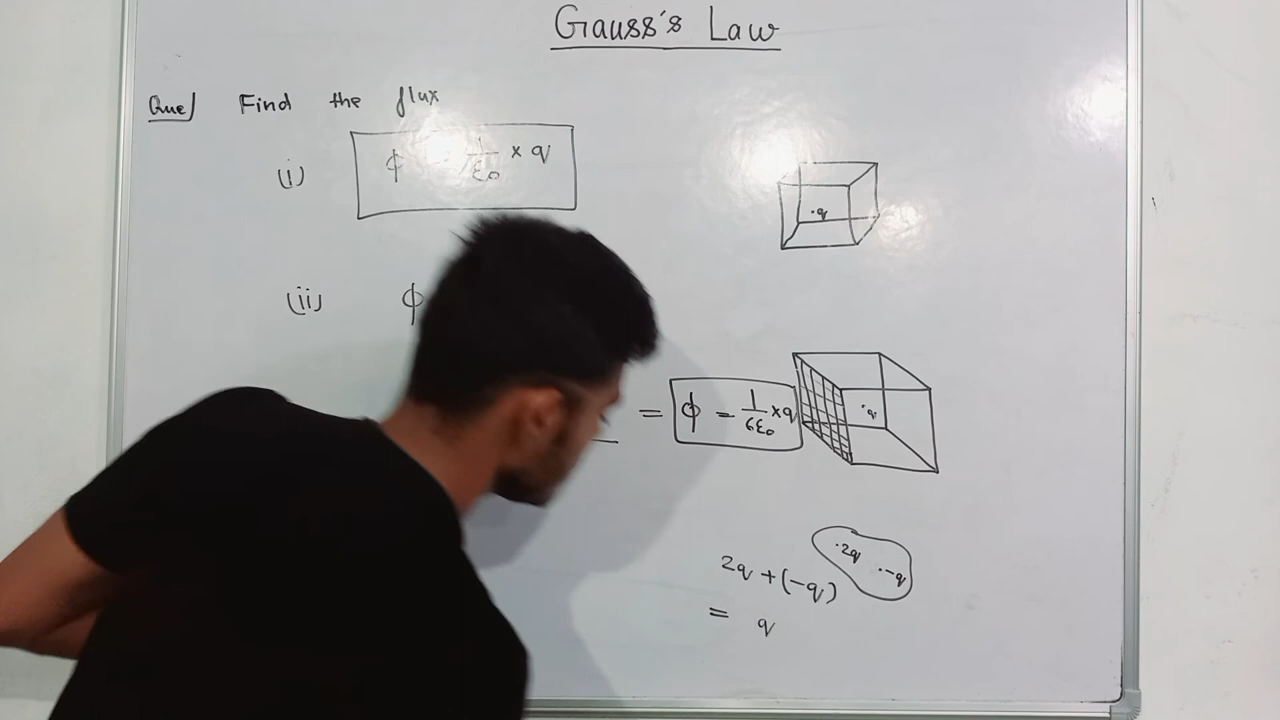 Gauss's Law
Que) Find the flux
(i) ϕ = 1/ε₀ × q
.q
(ii) ϕ
= ϕ = 1/6ε₀ × q
.q
.2q .-q
2q + (-q)
= q